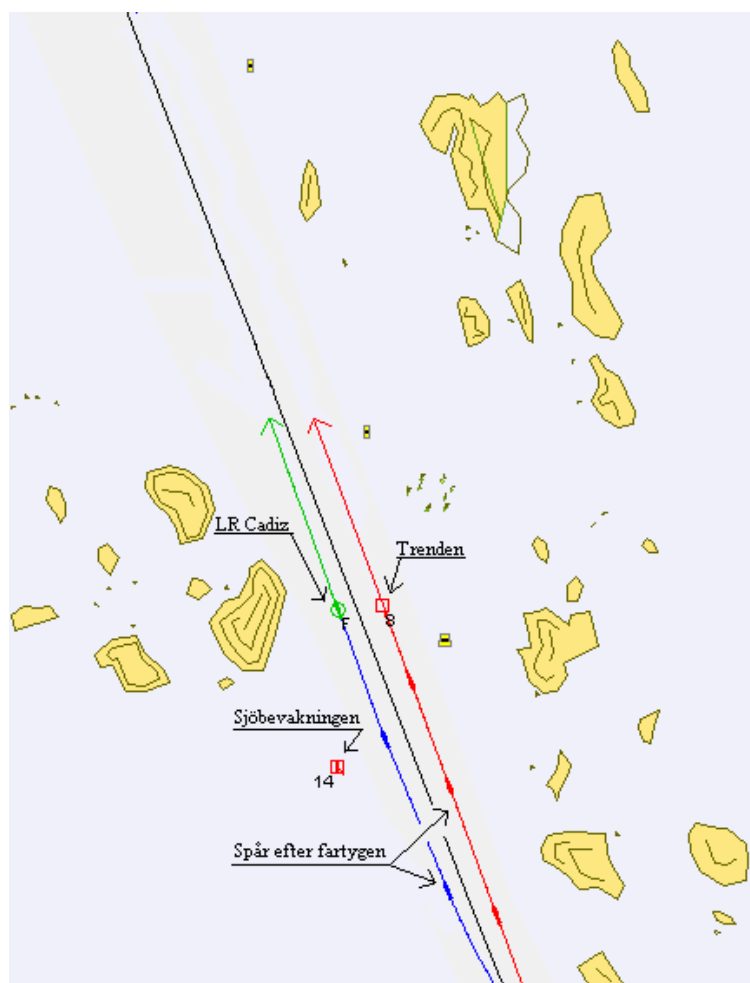 LR Cadiz
Trenden
F
8
Sjöbevakningen
14
Spår efter fartygen